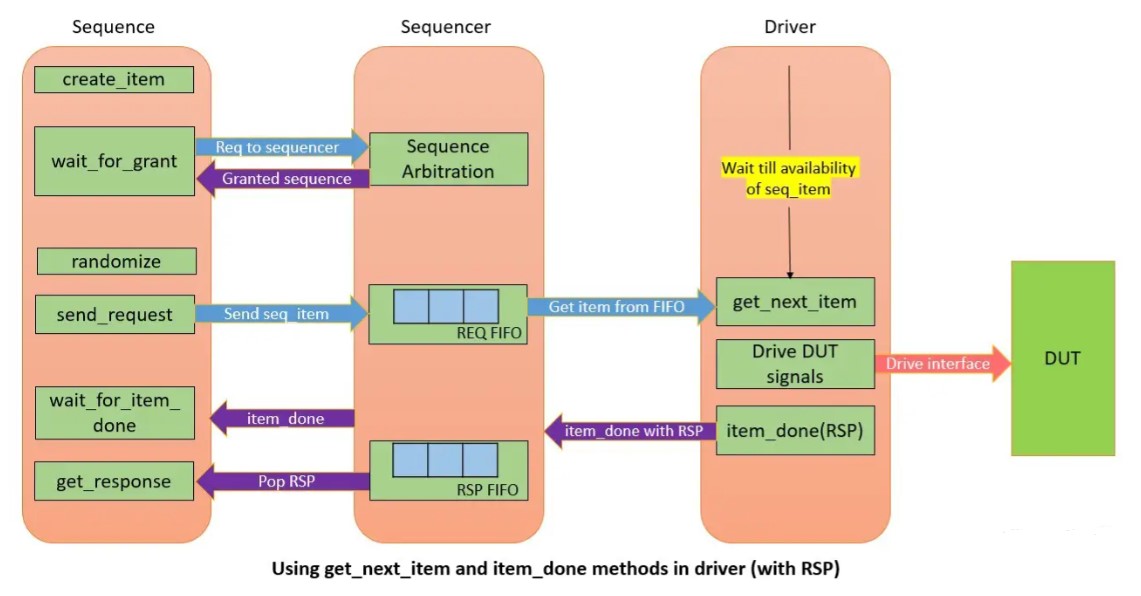 Sequence
Sequencer
Driver
create_item
wait_for_grant
Req to sequencer
Granted sequence
Sequence
Arbitration
Wait till availability
of seq_item
randomize
send_request
Send seq_item
REQ FIFO
Get item from FIFO
get_next_item
Drive DUT
signals
Drive interface
DUT
wait_for_item_
done
item_done
item_done with RSP
item_done(RSP)
get_response
Pop RSP
RSP FIFO
Using get_next_item and item_done methods in driver (with RSP)